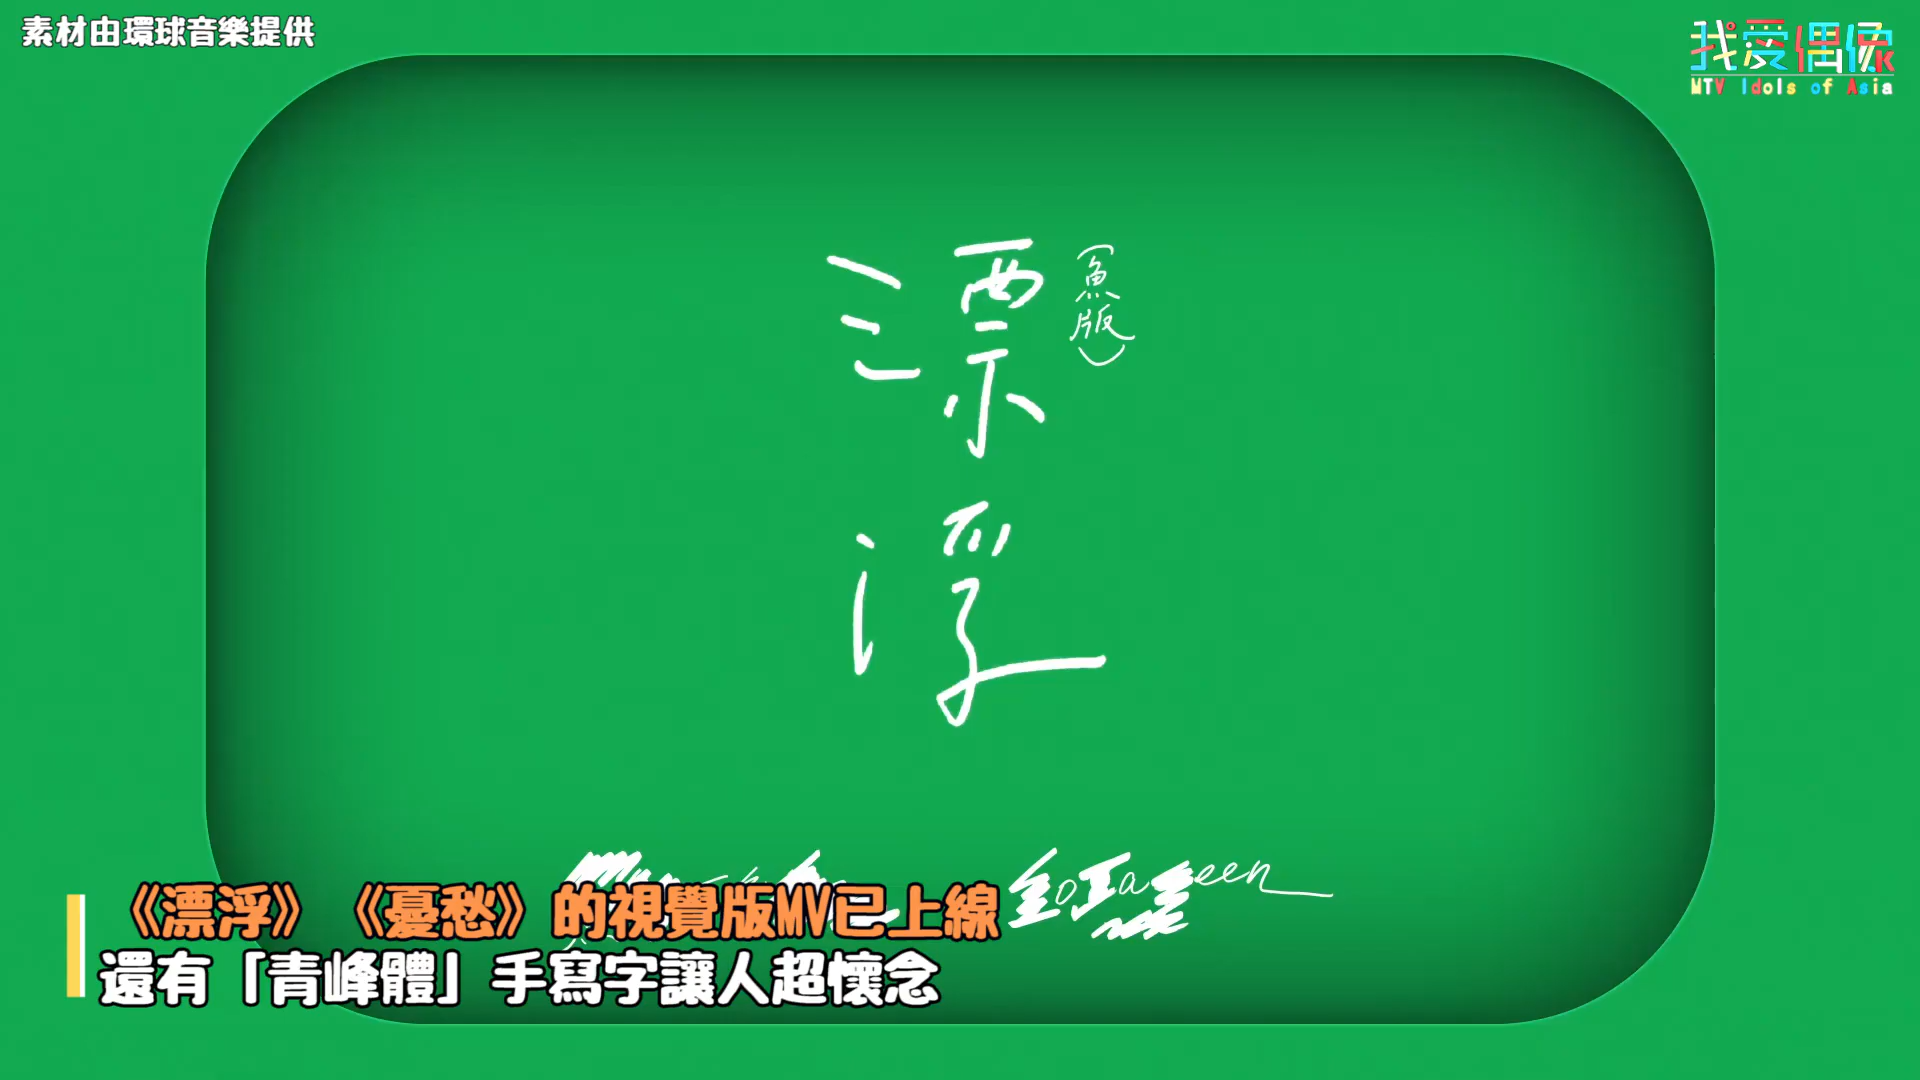 素材由環球音樂提供
我愛偶像
MTV Idols of Asia
漂浮
(魚版)
《漂浮》《憂愁》的視覺版MV已上線
還有「青峰體」手寫字讓人超懷念